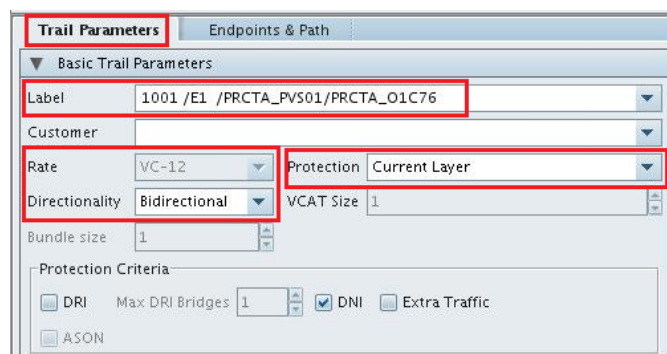 Trail Parameters Endpoints & Path
Basic Trail Parameters
Label 1001 /E1 /PRCTA_PVS01/PRCTA_O1C76
Customer
Rate VC-12 Protection Current Layer
Directionality Bidirectional VCAT Size 1
Bundle size 1
Protection Criteria
DRI Max DRI Bridges 1 DNI Extra Traffic
ASON